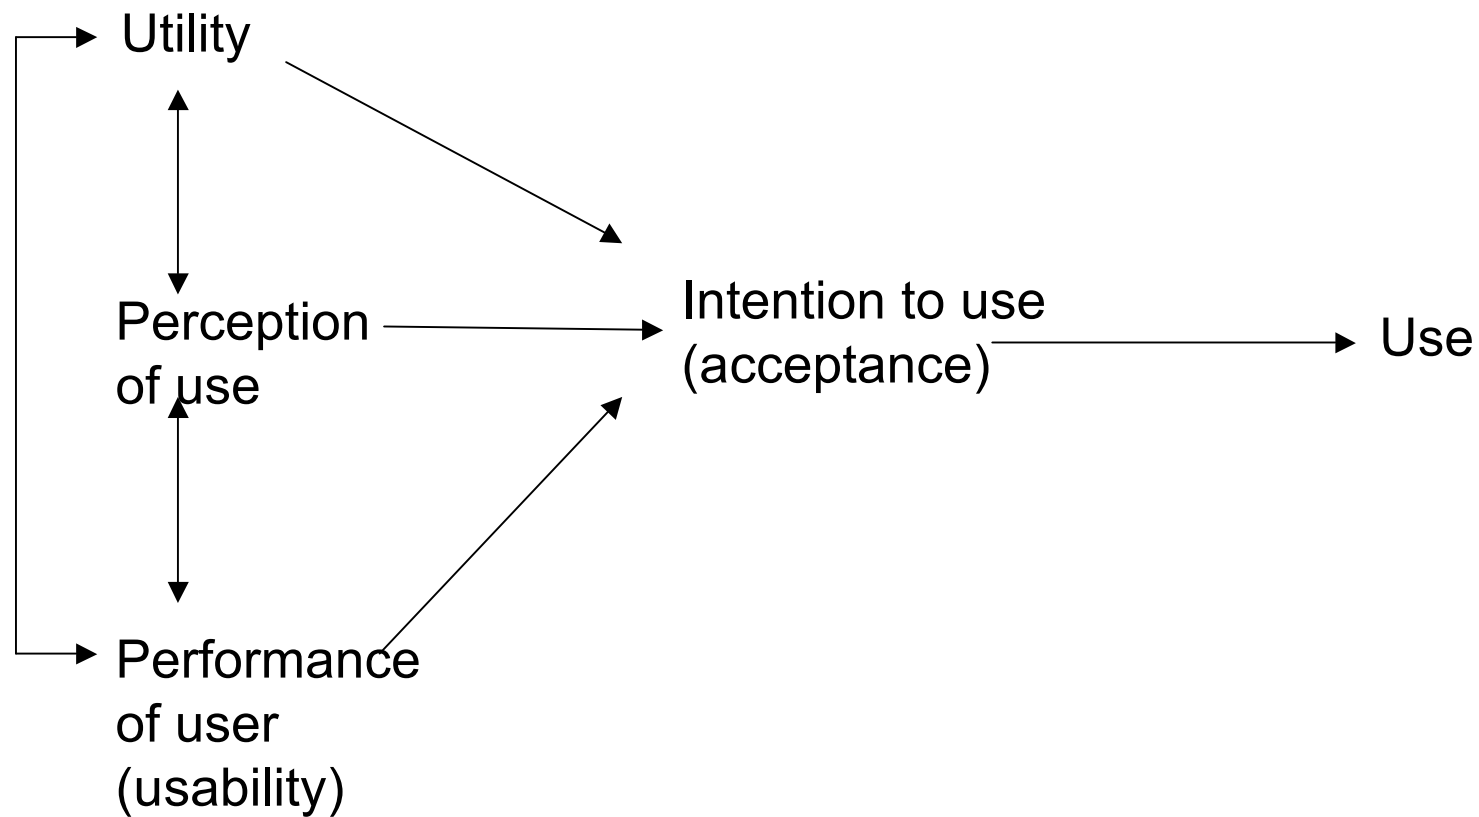 Utility
Perception
of use
Intention to use
(acceptance)
Use
Performance
of user
(usability)